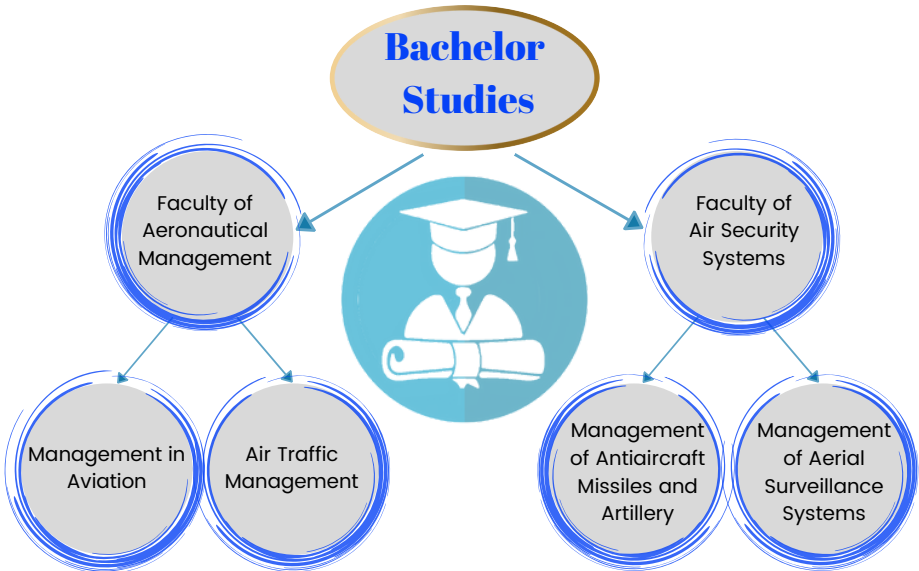 Bachelor
Studies
Faculty of
Aeronautical
Management
Faculty of
Air Security
Systems
Management in
Aviation
Air Traffic
Management
Management
of Antiaircraft
Missiles and
Artillery
Management
of Aerial
Surveillance
Systems